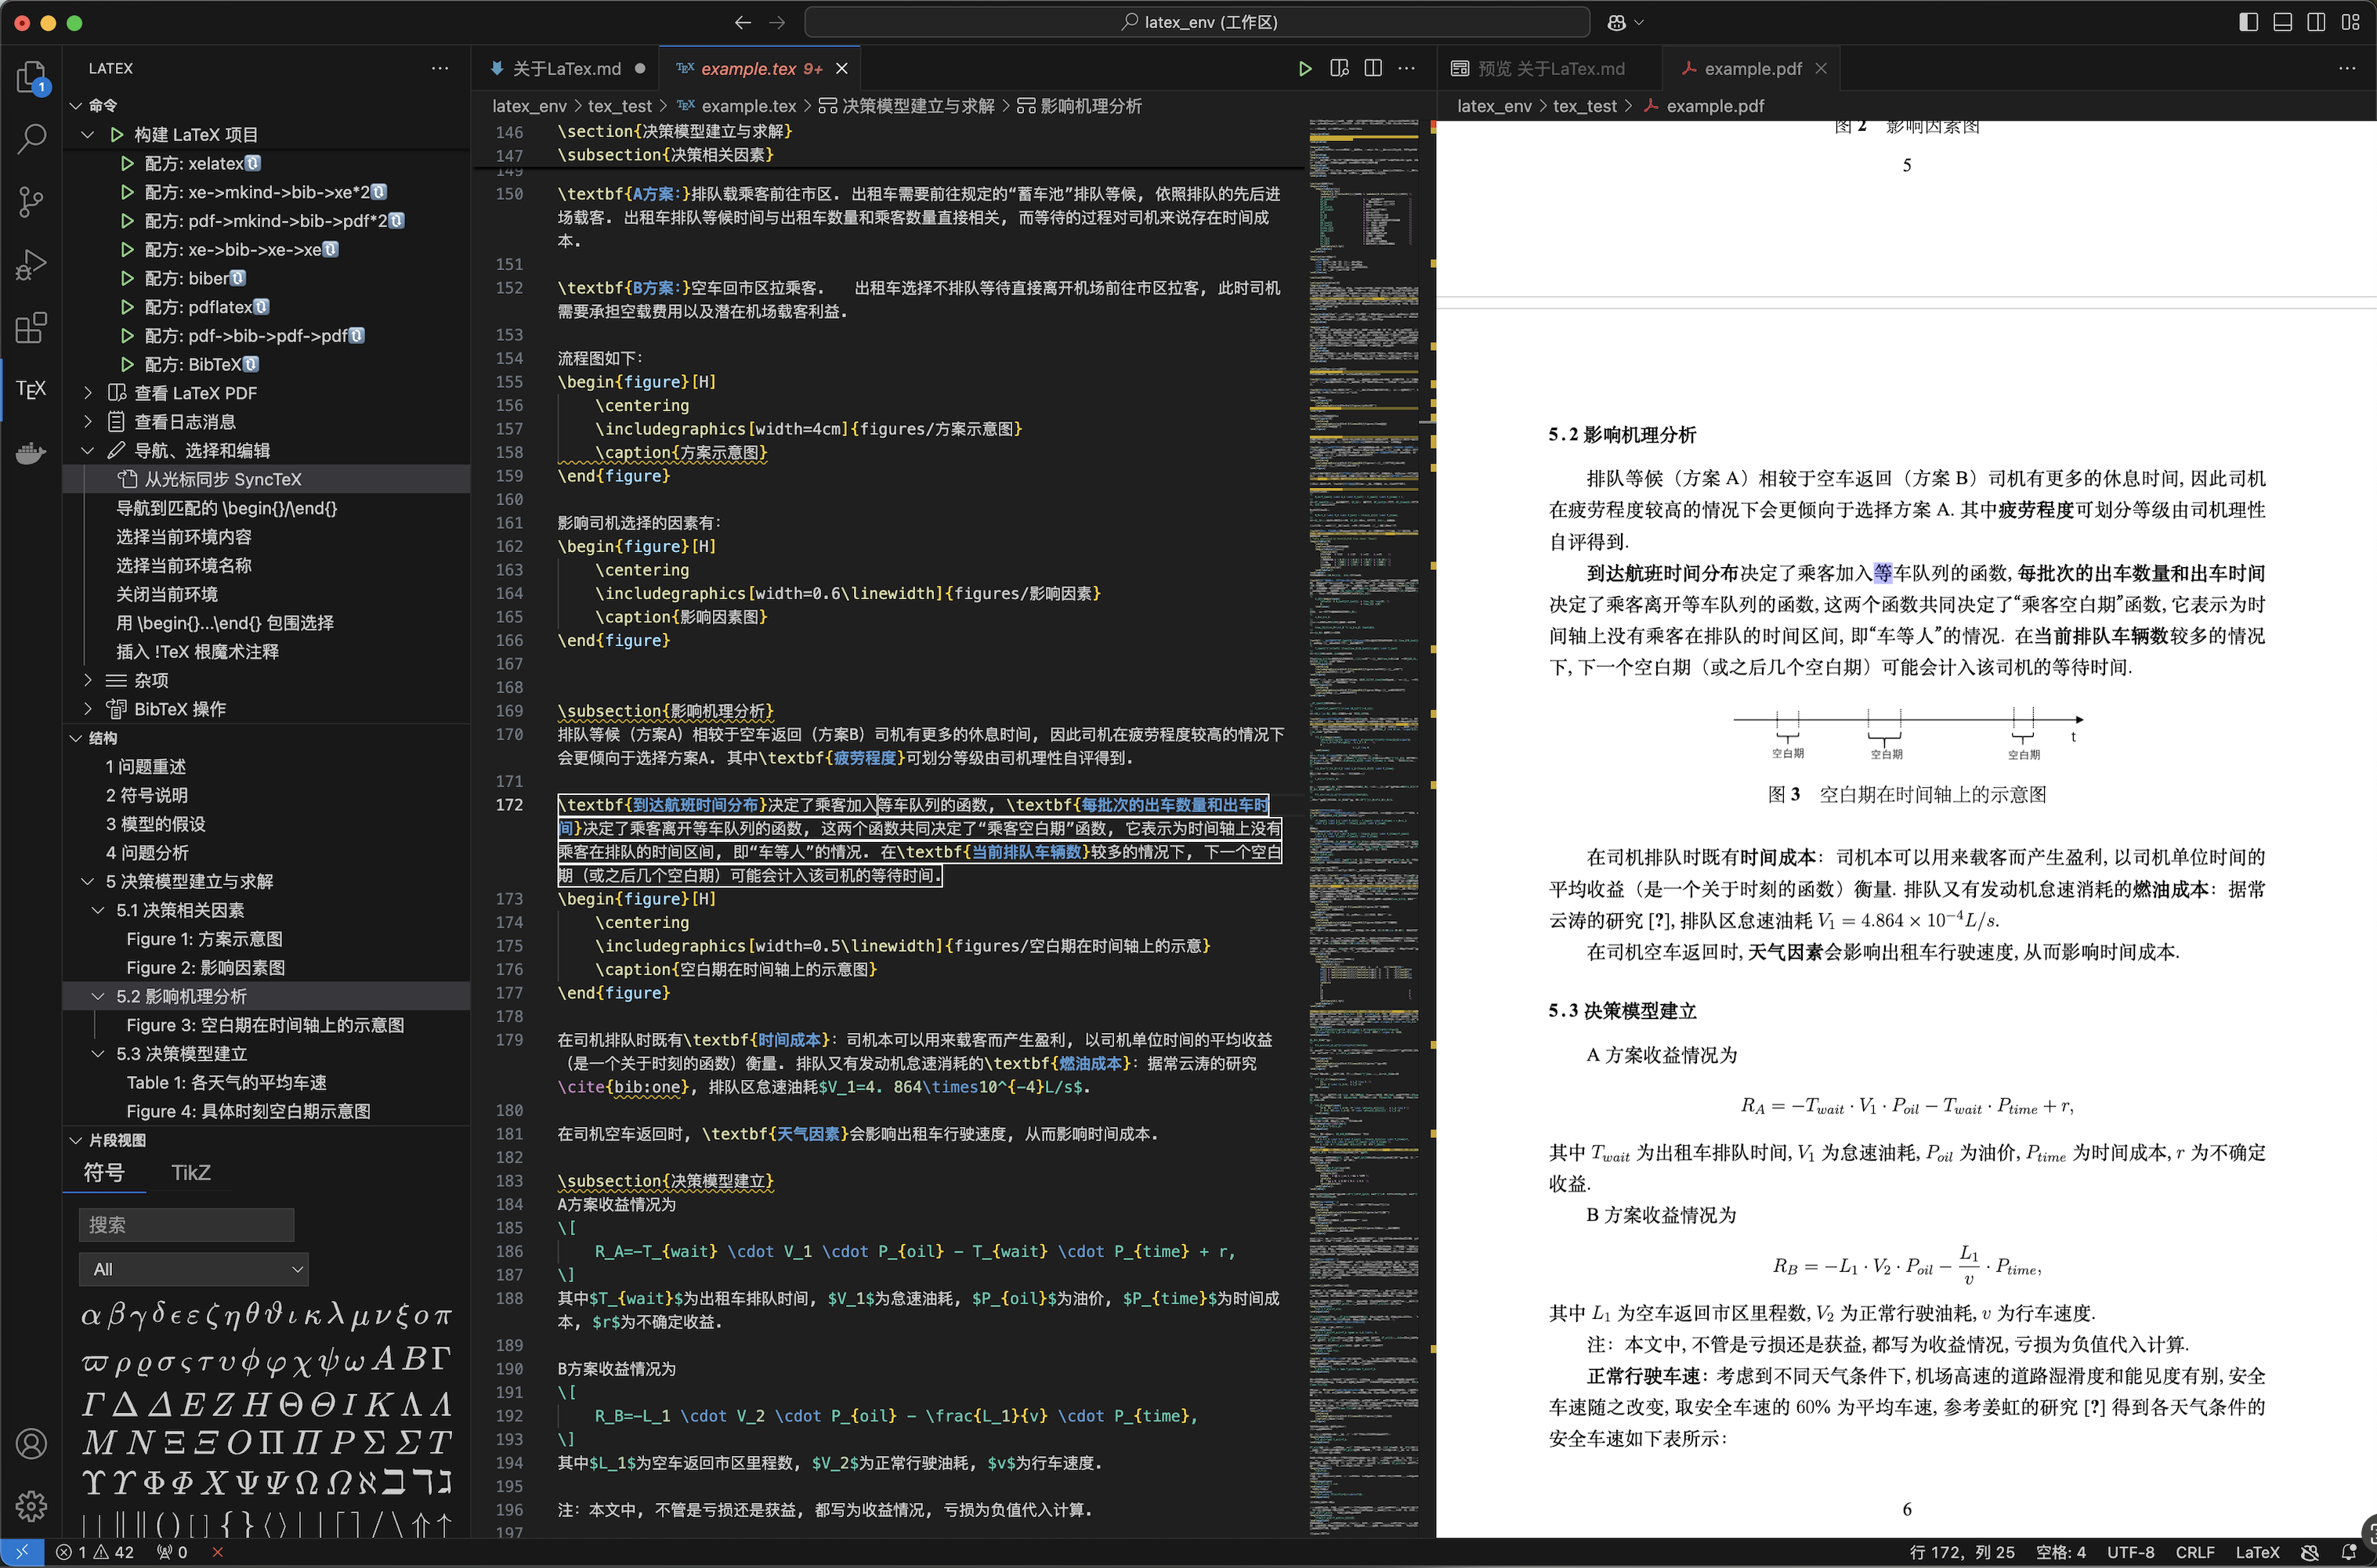 latex_env (工作区)
LATEX
命令
构建 LaTeX 项目
配方: xelatex
配方: xe->mkind->bib->xe*2
配方: pdf->mkind->bib->pdf*2
配方: xe->bib->xe->xe
配方: biber
配方: pdflatex
配方: pdf->bib->pdf->pdf
配方: BibTeX
查看 LaTeX PDF
查看日志消息
导航、选择和编辑
从光标同步 SyncTeX
导航到匹配的 \begin{}/\end{}
选择当前环境内容
选择当前环境名称
关闭当前环境
用 \begin{}...\end{} 包围选择
插入 !TeX 根魔术注释
杂项
BibTeX 操作
结构
1 问题重述
2 符号说明
3 模型的假设
4 问题分析
5 决策模型建立与求解
5.1 决策相关因素
Figure 1: 方案示意图
Figure 2: 影响因素图
5.2 影响机理分析
Figure 3: 空白期在时间轴上的示意图
5.3 决策模型建立
Table 1: 各天气的平均车速
Figure 4: 具体时刻空白期示意图
片段视图
符号 TikZ
搜索
All
α β γ δ ϵ ε ζ η θ ϑ ι κ λ μ ν ξ ο π
ϖ ρ ϱ σ ς τ υ ϕ φ χ ψ ω A B Γ
Γ Δ Δ E Z H Θ Θ I K Λ Λ
M N Ξ Ξ O Π Π P Σ Σ T
ϒ ϒ Φ Φ X Ψ Ψ Ω Ω ℵ ℶ ℸ ℷ
关于LaTex.md
example.tex 9+
latex_env > tex_test > example.tex > 决策模型建立与求解 > 影响机理分析
146 \section{决策模型建立与求解}
147 \subsection{决策相关因素}
149
150 \textbf{A方案:}排队载乘客前往市区. 出租车需要前往规定的“蓄车池”排队等候, 依照排队的先后进
场载客. 出租车排队等候时间与出租车数量和乘客数量直接相关, 而等待的过程对司机来说存在时间成
本.
151
152 \textbf{B方案:}空车回市区拉乘客. 出租车选择不排队等待直接离开机场前往市区拉客, 此时司机
需要承担空载费用以及潜在机场载客利益.
153
154 流程图如下:
155 \begin{figure}[H]
156 \centering
157 \includegraphics[width=4cm]{figures/方案示意图}
158 \caption{方案示意图}
159 \end{figure}
160
161 影响司机选择的因素有:
162 \begin{figure}[H]
163 \centering
164 \includegraphics[width=0.6\linewidth]{figures/影响因素}
165 \caption{影响因素图}
166 \end{figure}
167
168
169 \subsection{影响机理分析}
170 排队等候（方案A）相较于空车返回（方案B）司机有更多的休息时间, 因此司机在疲劳程度较高的情况下
会更倾向于选择方案A. 其中\textbf{疲劳程度}可划分等级由司机理性自评得到.
171
172 \textbf{到达航班时间分布}决定了乘客加入等车队列的函数, \textbf{每批次的出车数量和出车时
间}决定了乘客离开等车队列的函数, 这两个函数共同决定了“乘客空白期”函数, 它表示为时间轴上没有
乘客在排队的时间区间, 即“车等人”的情况. 在\textbf{当前排队车辆数}较多的情况下, 下一个空白
期（或之后几个空白期）可能会计入该司机的等待时间.
173 \begin{figure}[H]
174 \centering
175 \includegraphics[width=0.5\linewidth]{figures/空白期在时间轴上的示意}
176 \caption{空白期在时间轴上的示意图}
177 \end{figure}
178
179 在司机排队时既有\textbf{时间成本}: 司机本可以用来载客而产生盈利, 以司机单位时间的平均收益
（是一个关于时刻的函数）衡量. 排队又有发动机怠速消耗的\textbf{燃油成本}: 据常云涛的研究
\cite{bib:one}, 排队区怠速油耗$V_1=4. 864\times10^{-4}L/s$.
180
181 在司机空车返回时, \textbf{天气因素}会影响出租车行驶速度, 从而影响时间成本.
182
183 \subsection{决策模型建立}
184 A方案收益情况为
185 \[
186 R_A=-T_{wait} \cdot V_1 \cdot P_{oil} - T_{wait} \cdot P_{time} + r,
187 \]
188 其中$T_{wait}$为出租车排队时间, $V_1$为怠速油耗, $P_{oil}$为油价, $P_{time}$为时间成
本, $r$为不确定收益.
189
190 B方案收益情况为
191 \[
192 R_B=-L_1 \cdot V_2 \cdot P_{oil} - \frac{L_1}{v} \cdot P_{time},
193 \]
194 其中$L_1$为空车返回市区里程数, $V_2$为正常行驶油耗, $v$为行车速度.
195
196 注: 本文中, 不管是亏损还是获益, 都写为收益情况, 亏损为负值代入计算.
197
预览 关于LaTex.md
example.pdf
latex_env > tex_test > example.pdf
图 2 影响因素图
5
5.2 影响机理分析
排队等候（方案 A）相较于空车返回（方案 B）司机有更多的休息时间, 因此司机
在疲劳程度较高的情况下会更倾向于选择方案 A. 其中疲劳程度可划分等级由司机理性
自评得到.
到达航班时间分布决定了乘客加入等车队列的函数, 每批次的出车数量和出车时间
决定了乘客离开等车队列的函数, 这两个函数共同决定了“乘客空白期”函数, 它表示为时
间轴上没有乘客在排队的时间区间, 即“车等人”的情况. 在当前排队车辆数较多的情况
下, 下一个空白期（或之后几个空白期）可能会计入该司机的等待时间.
空白期 空白期 空白期 t
图 3 空白期在时间轴上的示意图
在司机排队时既有时间成本: 司机本可以用来载客而产生盈利, 以司机单位时间的
平均收益（是一个关于时刻的函数）衡量. 排队又有发动机怠速消耗的燃油成本: 据常
云涛的研究 [?], 排队区怠速油耗 V₁ = 4.864 × 10⁻⁴L/s.
在司机空车返回时, 天气因素会影响出租车行驶速度, 从而影响时间成本.
5.3 决策模型建立
A 方案收益情况为
R_A = −T_wait · V₁ · P_oil − T_wait · P_time + r,
其中 T_wait 为出租车排队时间, V₁ 为怠速油耗, P_oil 为油价, P_time 为时间成本, r 为不确定
收益.
B 方案收益情况为
R_B = −L₁ · V₂ · P_oil − L₁/v · P_time,
其中 L₁ 为空车返回市区里程数, V₂ 为正常行驶油耗, v 为行车速度.
注: 本文中, 不管是亏损还是获益, 都写为收益情况, 亏损为负值代入计算.
正常行驶车速: 考虑到不同天气条件下, 机场高速的道路湿滑度和能见度有别, 安全
车速随之改变, 取安全车速的 60% 为平均车速, 参考姜虹的研究 [?] 得到各天气条件的
安全车速如下表所示:
6
1 42 0
行 172, 列 25 空格: 4 UTF-8 CRLF LaTeX